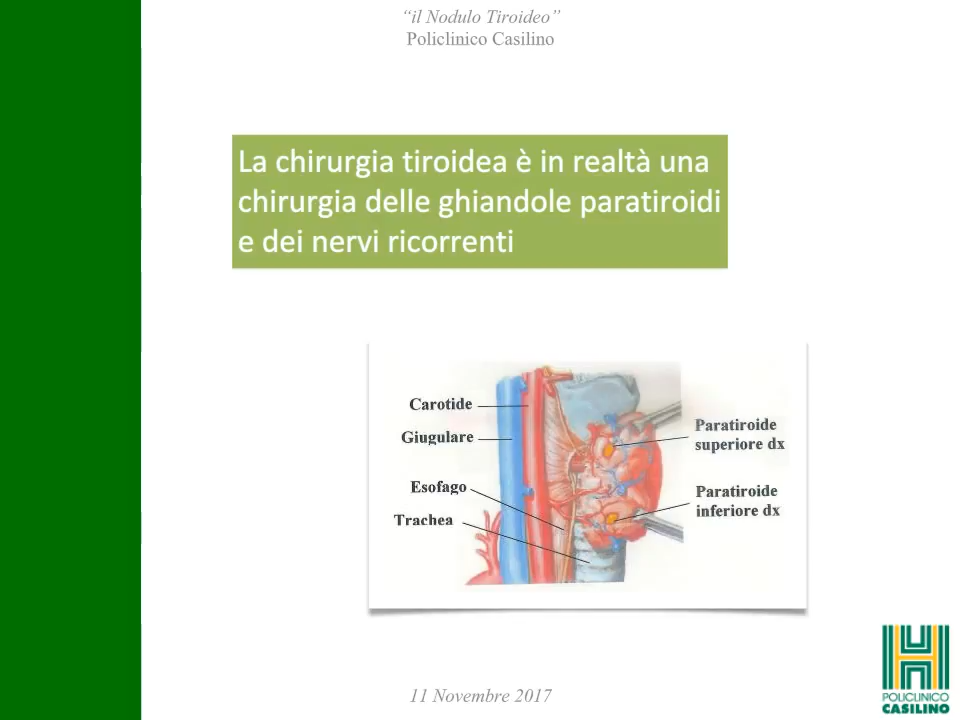 “il Nodulo Tiroideo”
Policlinico Casilino
La chirurgia tiroidea è in realtà una
chirurgia delle ghiandole paratiroidi
e dei nervi ricorrenti
Carotide
Giugulare
Esofago
Trachea
Paratiroide
superiore dx
Paratiroide
inferiore dx
11 Novembre 2017
POLICLINICO
CASILINO